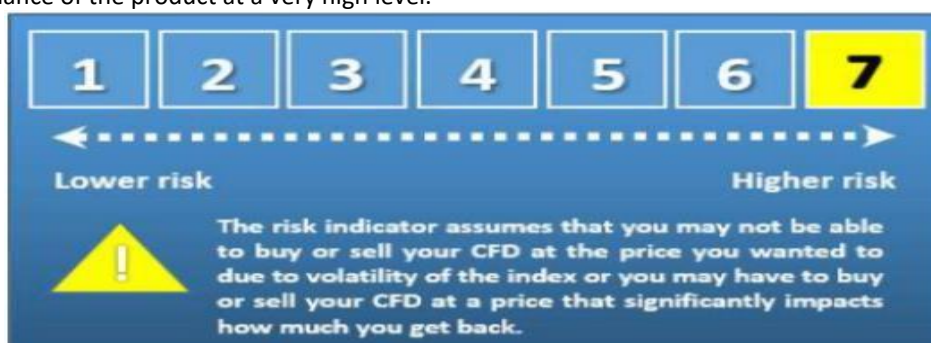 ance of the product at a very high level.
1 2 3 4 5 6 7
Lower risk Higher risk
The risk indicator assumes that you may not be able
to buy or sell your CFD at the price you wanted to
due to volatility of the index or you may have to buy
or sell your CFD at a price that significantly impacts
how much you get back.